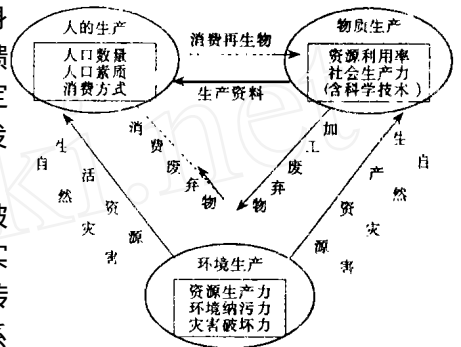 人的生产
人口数量
人口素质
消费方式
消费再生物
生产资料
物质生产
资源利用率
社会生产力
(含科学技术)
消费废弃物
加工废弃物
生活资源
自然灾害
生产资源
自然灾害
环境生产
资源生产力
环境纳污力
灾害破坏力